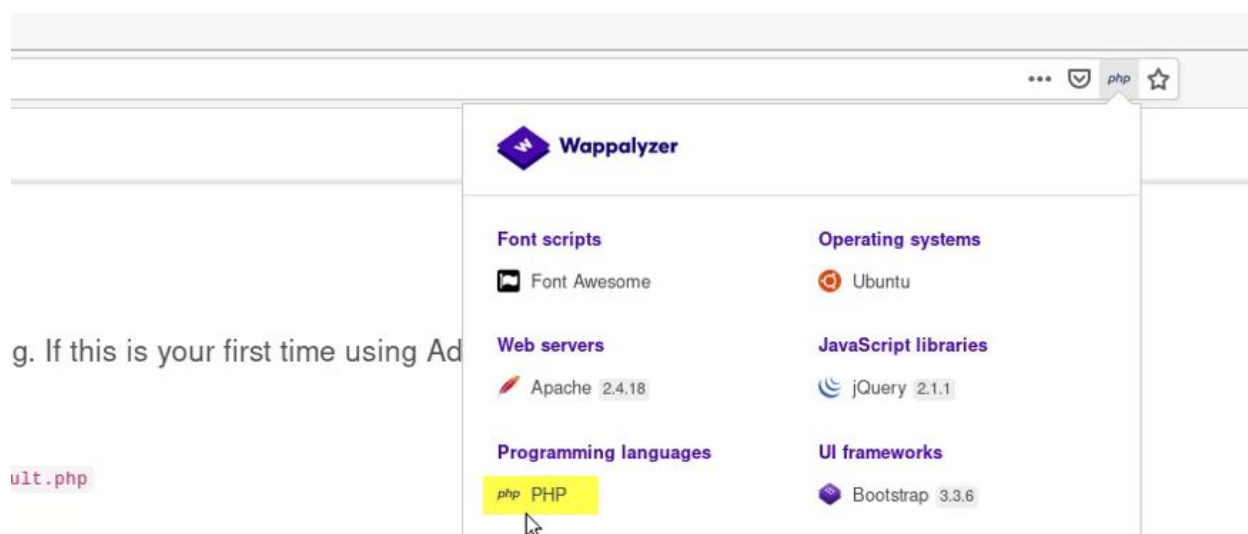 php
Wappalyzer
Font scripts
Operating systems
Font Awesome
Ubuntu
g. If this is your first time using Ad
Web servers
JavaScript libraries
Apache 2.4.18
jQuery 2.1.1
Programming languages
UI frameworks
ult.php
php PHP
Bootstrap 3.3.6